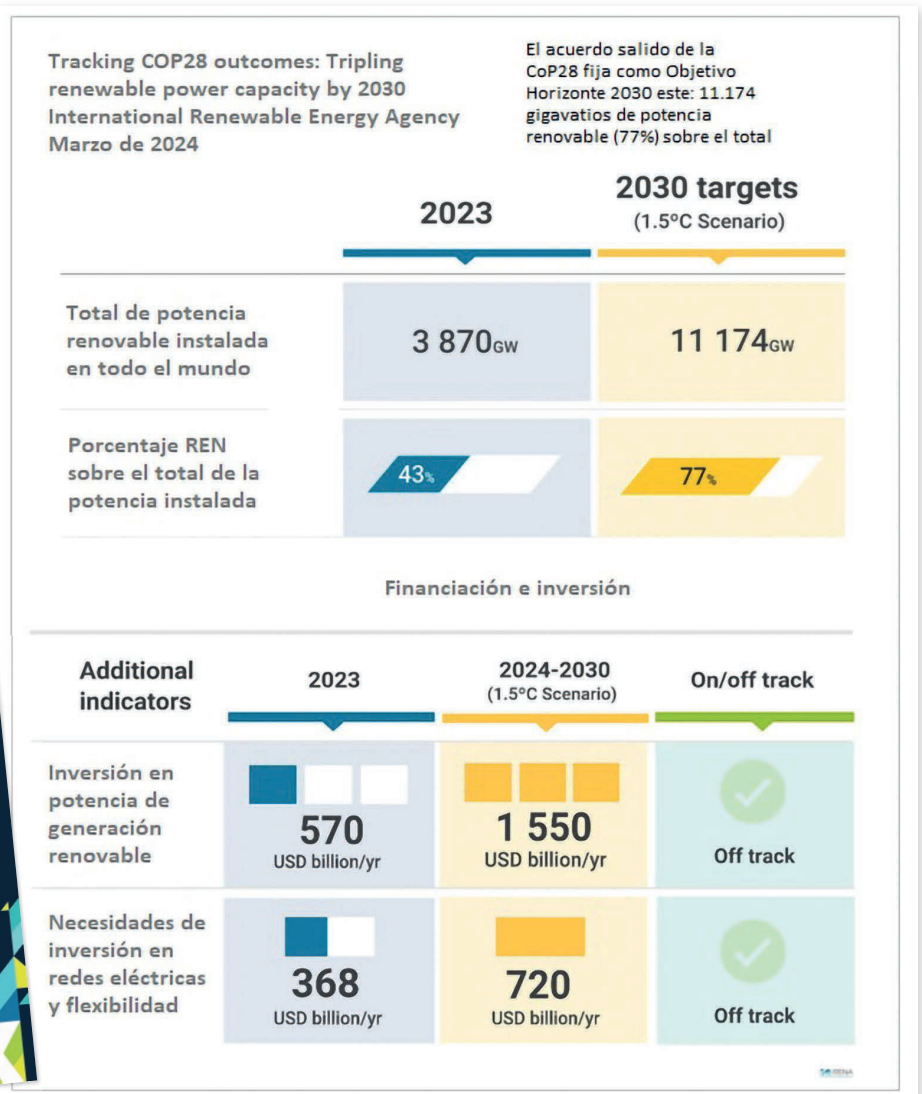 Tracking COP28 outcomes: Tripling
renewable power capacity by 2030
International Renewable Energy Agency
Marzo de 2024
El acuerdo salido de la
CoP28 fija como Objetivo
Horizonte 2030 este: 11.174
gigavatios de potencia
renovable (77%) sobre el total
2023
2030 targets
(1.5ºC Scenario)
Total de potencia
renovable instalada
en todo el mundo
3 870GW
11 174GW
Porcentaje REN
sobre el total de la
potencia instalada
43%
77%
Financiación e inversión
Additional
indicators
2023
2024-2030
(1.5ºC Scenario)
On/off track
Inversión en
potencia de
generación
renovable
570
USD billion/yr
1 550
USD billion/yr
Off track
Necesidades de
inversión en
redes eléctricas
y flexibilidad
368
USD billion/yr
720
USD billion/yr
Off track
IRENA